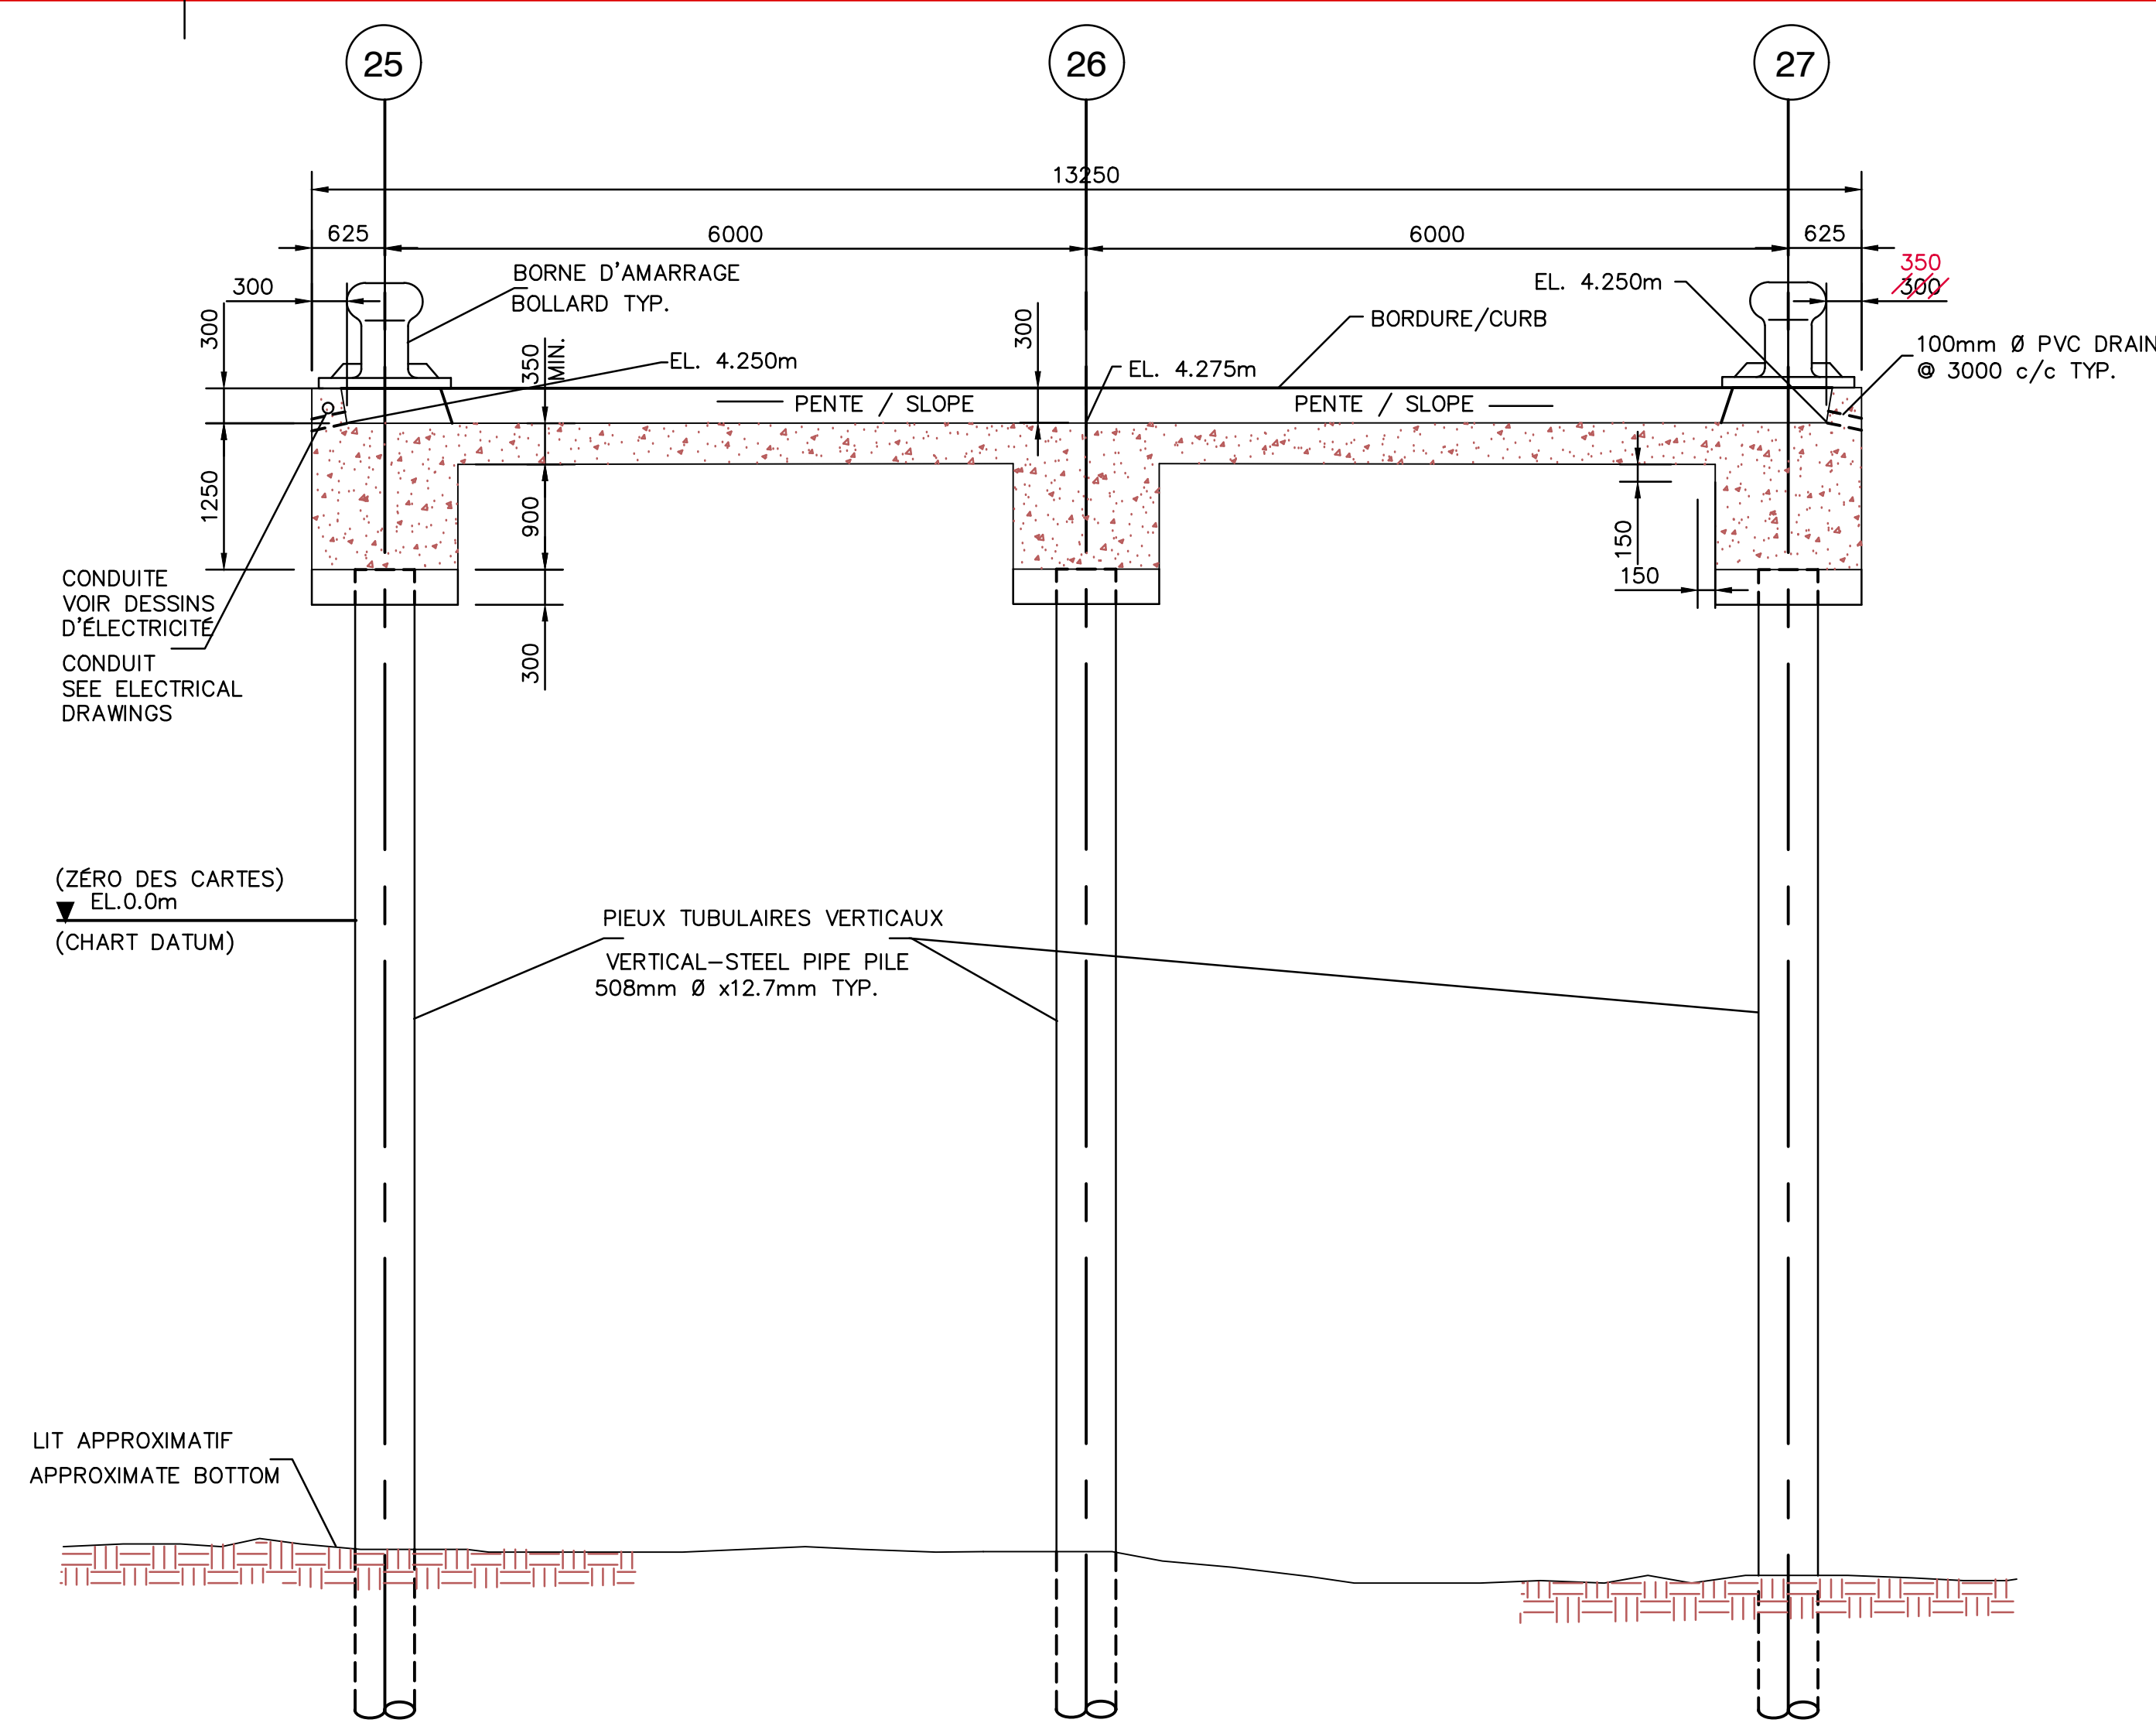 25
26
27
13250
625
6000
6000
625
BORNE D'AMARRAGE
BOLLARD TYP.
300
EL. 4.250m
350
300
300
350
MIN.
300
BORDURE/CURB
100mm Ø PVC DRAIN
@ 3000 c/c TYP.
EL. 4.250m
EL. 4.275m
PENTE / SLOPE
PENTE / SLOPE
1250
900
150
150
300
CONDUITE
VOIR DESSINS
D'ÉLECTRICITÉ
CONDUIT
SEE ELECTRICAL
DRAWINGS
(ZÉRO DES CARTES)
EL.0.0m
(CHART DATUM)
PIEUX TUBULAIRES VERTICAUX
VERTICAL-STEEL PIPE PILE
508mm Ø x12.7mm TYP.
LIT APPROXIMATIF
APPROXIMATE BOTTOM